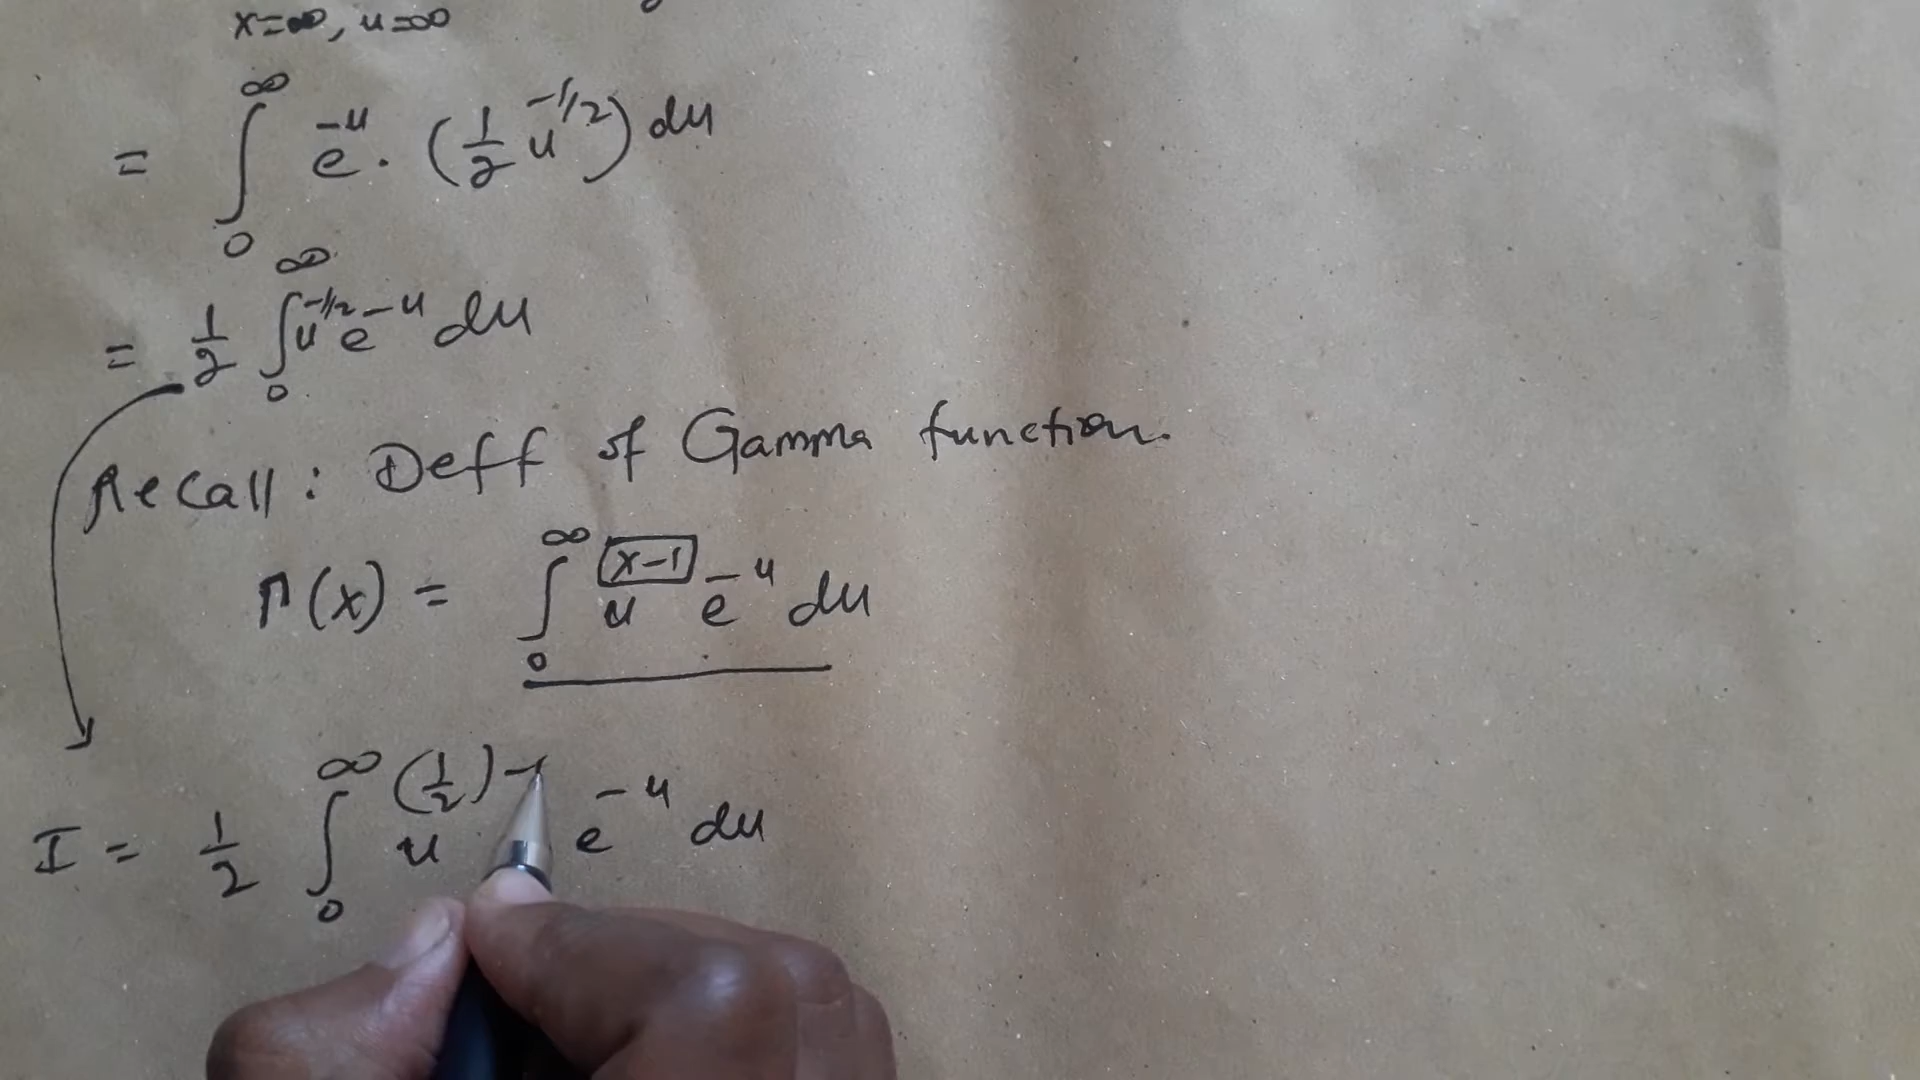 x=∞, u=∞
= ∫₀^∞ e^{-u} · (1/2 u^{-1/2}) du
= 1/2 ∫₀^∞ u^{-1/2} e^{-u} du
Recall: Deff of Gamma function.
Γ(x) = ∫₀^∞ u^{x-1} e^{-u} du
I = 1/2 ∫₀^∞ u^{(1/2)-1} e^{-u} du